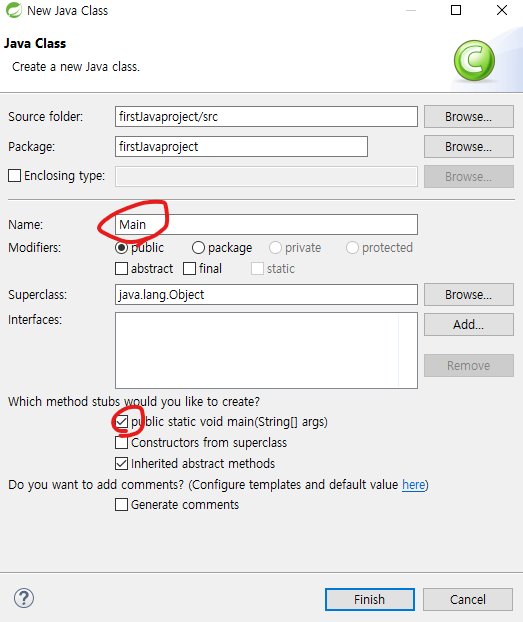 New Java Class
Java Class
Create a new Java class.
Source folder: firstJavaproject/src Browse...
Package: firstJavaproject Browse...
Enclosing type: Browse...
Name: Main
Modifiers: public package private protected
abstract final static
Superclass: java.lang.Object Browse...
Interfaces: Add...
Remove
Which method stubs would you like to create?
public static void main(String[] args)
Constructors from superclass
Inherited abstract methods
Do you want to add comments? (Configure templates and default value here)
Generate comments
Finish Cancel